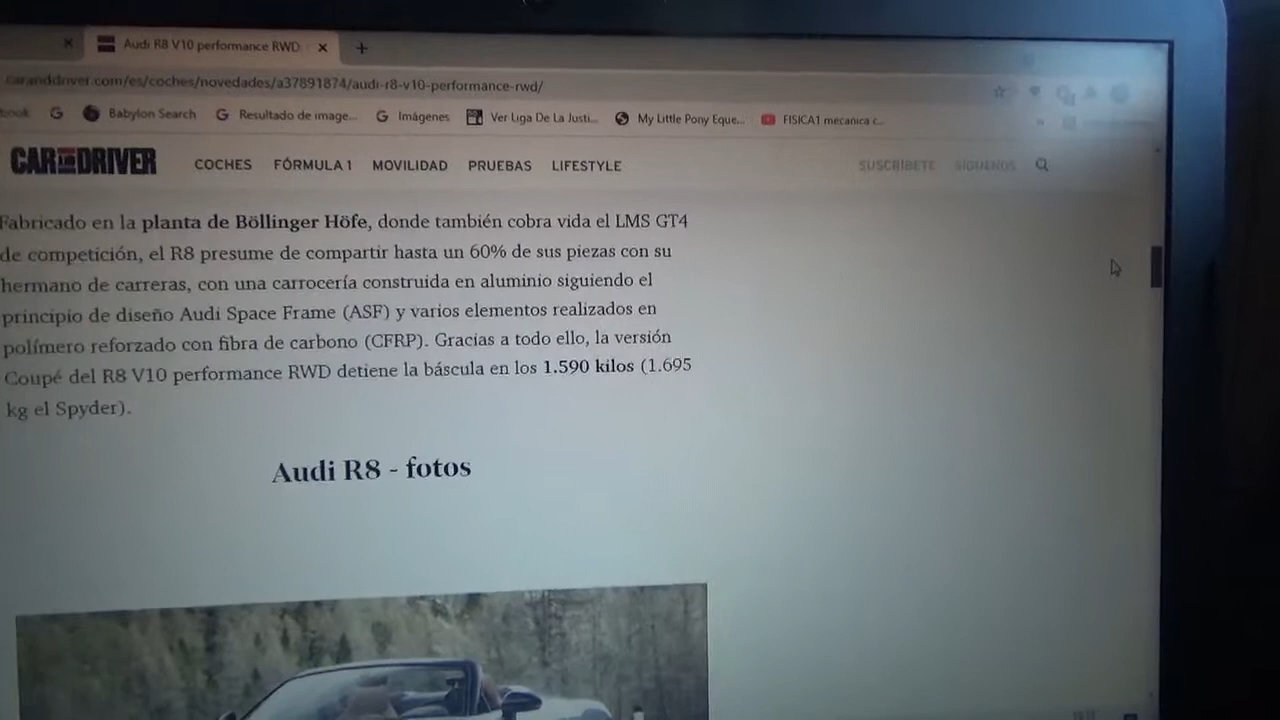 Audi R8 V10 performance RWD
caranddriver.com/es/coches/novedades/a37891874/audi-r8-v10-performance-rwd/
Babylon Search
Resultado de image...
Imágenes
Ver Liga De La Justi...
My Little Pony Eque...
FISICA1 mecanica c...
CAR AND DRIVER
COCHES FÓRMULA 1 MOVILIDAD PRUEBAS LIFESTYLE SUSCRÍBETE SÍGUENOS
Fabricado en la planta de Böllinger Höfe, donde también cobra vida el LMS GT4
de competición, el R8 presume de compartir hasta un 60% de sus piezas con su
hermano de carreras, con una carrocería construida en aluminio siguiendo el
principio de diseño Audi Space Frame (ASF) y varios elementos realizados en
polímero reforzado con fibra de carbono (CFRP). Gracias a todo ello, la versión
Coupé del R8 V10 performance RWD detiene la báscula en los 1.590 kilos (1.695
kg el Spyder).
Audi R8 - fotos